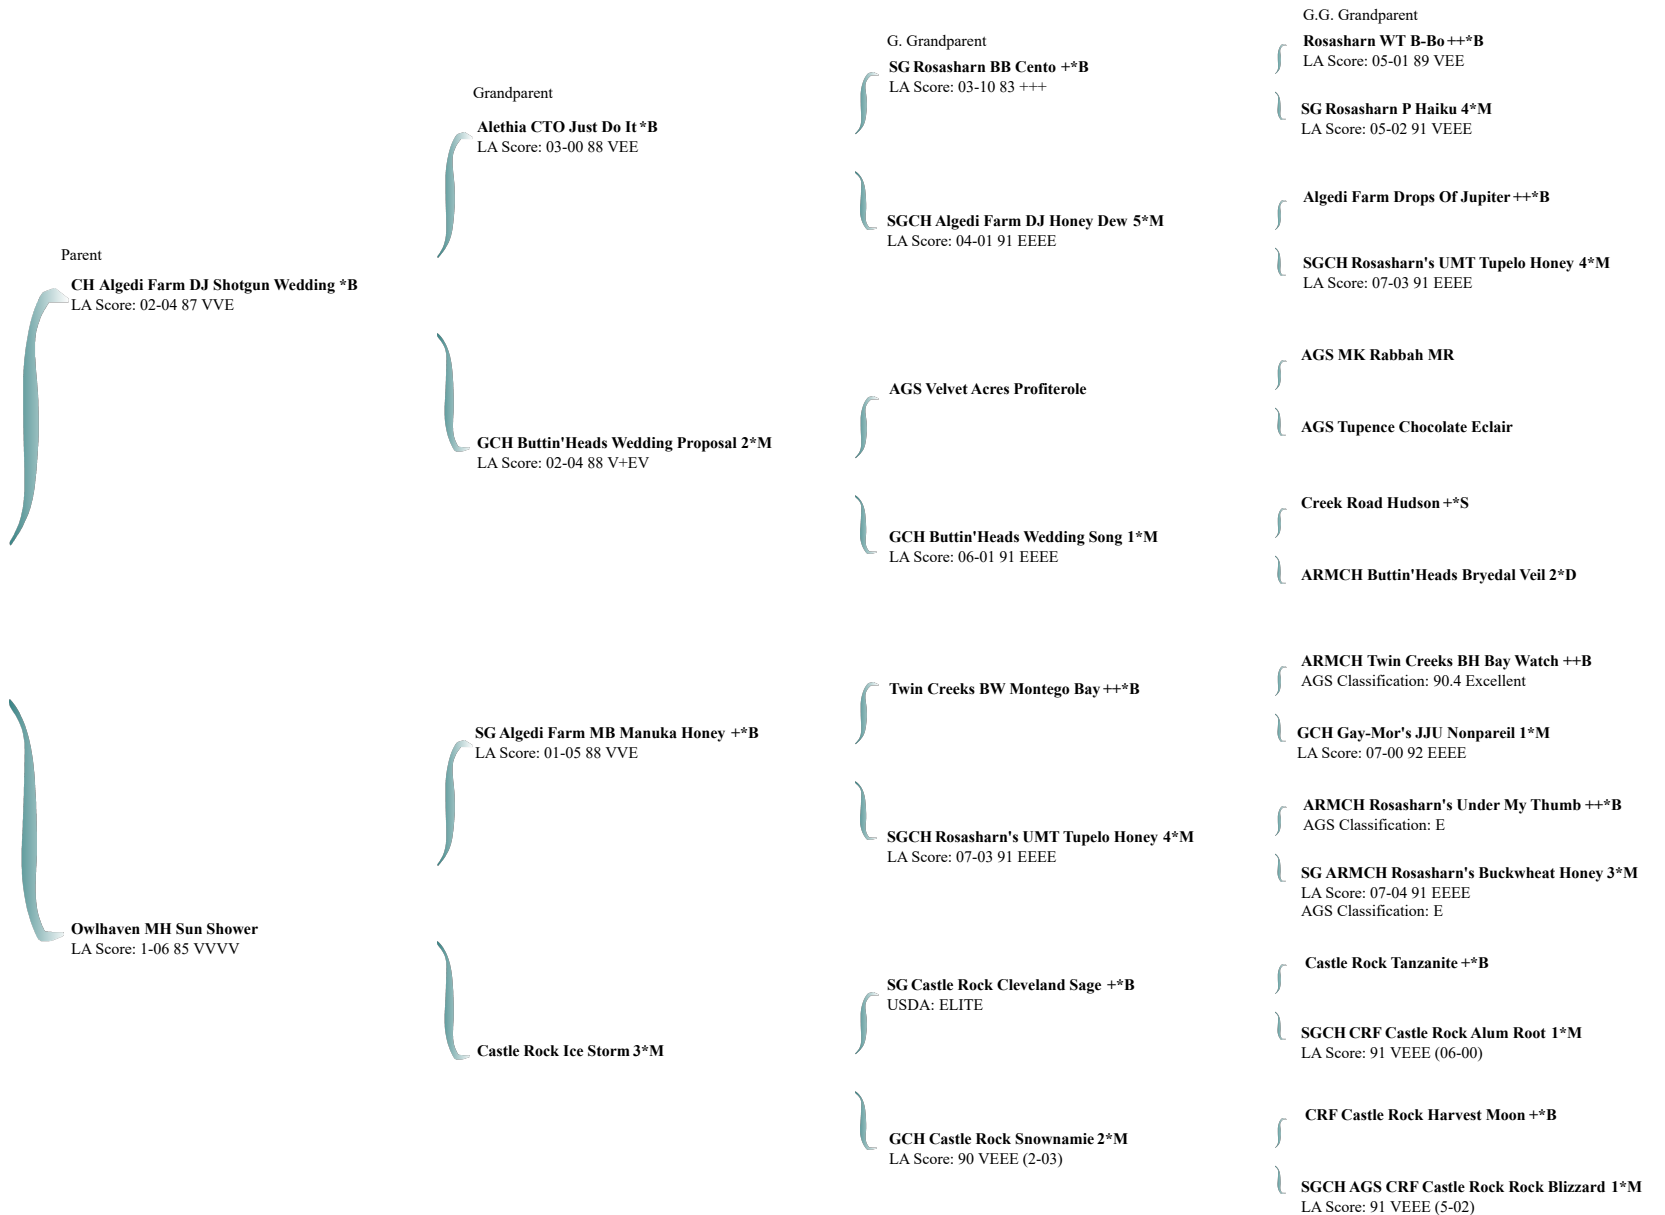 Parent
CH Algedi Farm DJ Shotgun Wedding *B
LA Score: 02-04 87 VVE
Owlhaven MH Sun Shower
LA Score: 1-06 85 VVVV
Grandparent
Alethia CTO Just Do It *B
LA Score: 03-00 88 VEE
GCH Buttin'Heads Wedding Proposal 2*M
LA Score: 02-04 88 V+EV
SG Algedi Farm MB Manuka Honey +*B
LA Score: 01-05 88 VVE
Castle Rock Ice Storm 3*M
G. Grandparent
SG Rosasharn BB Cento +*B
LA Score: 03-10 83 +++
SGCH Algedi Farm DJ Honey Dew 5*M
LA Score: 04-01 91 EEEE
AGS Velvet Acres Profiterole
GCH Buttin'Heads Wedding Song 1*M
LA Score: 06-01 91 EEEE
Twin Creeks BW Montego Bay ++*B
SGCH Rosasharn's UMT Tupelo Honey 4*M
LA Score: 07-03 91 EEEE
SG Castle Rock Cleveland Sage +*B
USDA: ELITE
GCH Castle Rock Snownamie 2*M
LA Score: 90 VEEE (2-03)
G.G. Grandparent
Rosasharn WT B-Bo ++*B
LA Score: 05-01 89 VEE
SG Rosasharn P Haiku 4*M
LA Score: 05-02 91 VEEE
Algedi Farm Drops Of Jupiter ++*B
SGCH Rosasharn's UMT Tupelo Honey 4*M
LA Score: 07-03 91 EEEE
AGS MK Rabbah MR
AGS Tupence Chocolate Eclair
Creek Road Hudson +*S
ARMCH Buttin'Heads Bryedal Veil 2*D
ARMCH Twin Creeks BH Bay Watch ++B
AGS Classification: 90.4 Excellent
GCH Gay-Mor's JJU Nonpareil 1*M
LA Score: 07-00 92 EEEE
ARMCH Rosasharn's Under My Thumb ++*B
AGS Classification: E
SG ARMCH Rosasharn's Buckwheat Honey 3*M
LA Score: 07-04 91 EEEE
AGS Classification: E
Castle Rock Tanzanite +*B
SGCH CRF Castle Rock Alum Root 1*M
LA Score: 91 VEEE (06-00)
CRF Castle Rock Harvest Moon +*B
SGCH AGS CRF Castle Rock Rock Blizzard 1*M
LA Score: 91 VEEE (5-02)